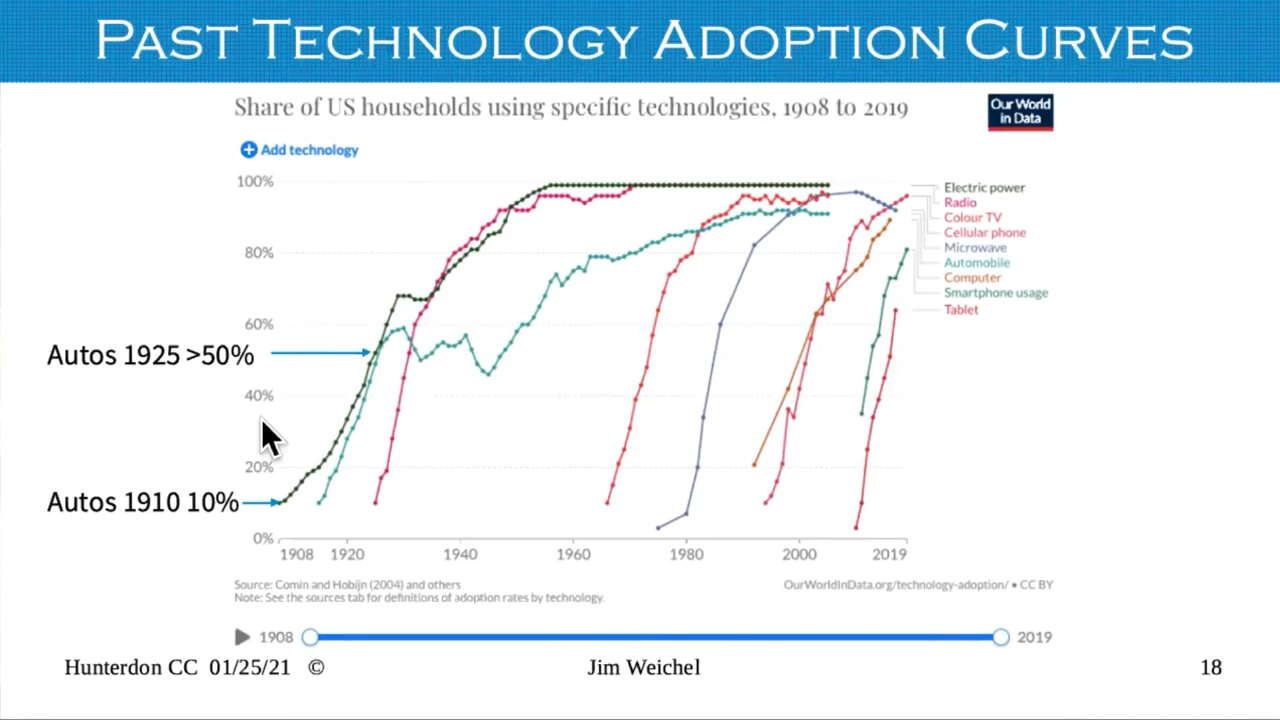 PAST TECHNOLOGY ADOPTION CURVES
Share of US households using specific technologies, 1908 to 2019
Our World
in Data
Add technology
100%
80%
60%
40%
20%
0%
Autos 1925 >50%
Autos 1910 10%
1908 1920 1940 1960 1980 2000 2019
Electric power
Radio
Colour TV
Cellular phone
Microwave
Automobile
Computer
Smartphone usage
Tablet
Source: Comin and Hobijn (2004) and others
Note: See the sources tab for definitions of adoption rates by technology.
OurWorldInData.org/technology-adoption/ • CC BY
1908 2019
Hunterdon CC 01/25/21 © Jim Weichel 18